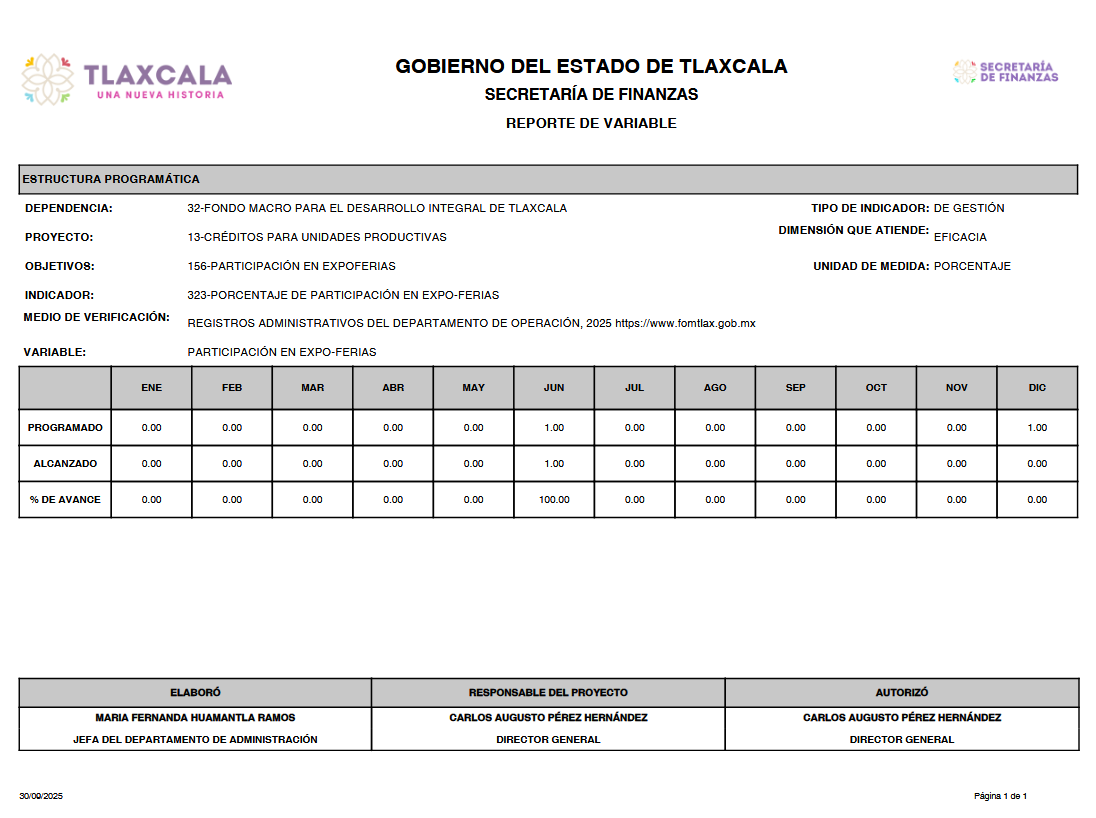 TLAXCALA
UNA NUEVA HISTORIA
GOBIERNO DEL ESTADO DE TLAXCALA
SECRETARÍA DE FINANZAS
REPORTE DE VARIABLE
SECRETARÍA
DE FINANZAS
ESTRUCTURA PROGRAMÁTICA
DEPENDENCIA: 32-FONDO MACRO PARA EL DESARROLLO INTEGRAL DE TLAXCALA TIPO DE INDICADOR: DE GESTIÓN
PROYECTO: 13-CRÉDITOS PARA UNIDADES PRODUCTIVAS DIMENSIÓN QUE ATIENDE: EFICACIA
OBJETIVOS: 156-PARTICIPACIÓN EN EXPOFERIAS UNIDAD DE MEDIDA: PORCENTAJE
INDICADOR: 323-PORCENTAJE DE PARTICIPACIÓN EN EXPO-FERIAS
MEDIO DE VERIFICACIÓN: REGISTROS ADMINISTRATIVOS DEL DEPARTAMENTO DE OPERACIÓN, 2025 https://www.fomtlax.gob.mx
VARIABLE: PARTICIPACIÓN EN EXPO-FERIAS
ENE FEB MAR ABR MAY JUN JUL AGO SEP OCT NOV DIC
PROGRAMADO 0.00 0.00 0.00 0.00 0.00 1.00 0.00 0.00 0.00 0.00 0.00 1.00
ALCANZADO 0.00 0.00 0.00 0.00 0.00 1.00 0.00 0.00 0.00 0.00 0.00 0.00
% DE AVANCE 0.00 0.00 0.00 0.00 0.00 100.00 0.00 0.00 0.00 0.00 0.00 0.00
ELABORÓ RESPONSABLE DEL PROYECTO AUTORIZÓ
MARIA FERNANDA HUAMANTLA RAMOS CARLOS AUGUSTO PÉREZ HERNÁNDEZ CARLOS AUGUSTO PÉREZ HERNÁNDEZ
JEFA DEL DEPARTAMENTO DE ADMINISTRACIÓN DIRECTOR GENERAL DIRECTOR GENERAL
30/09/2025 Página 1 de 1